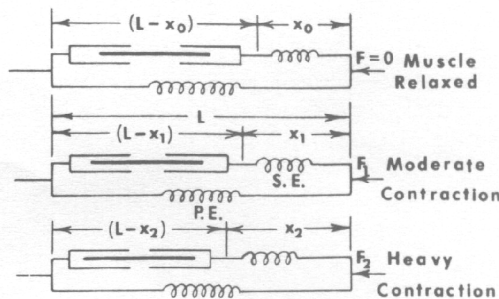 (L-x0) x0
F=0 Muscle
Relaxed
L
(L-x1) x1
F1 Moderate
S.E.
Contraction
P.E.
(L-x2) x2
F2 Heavy
Contraction